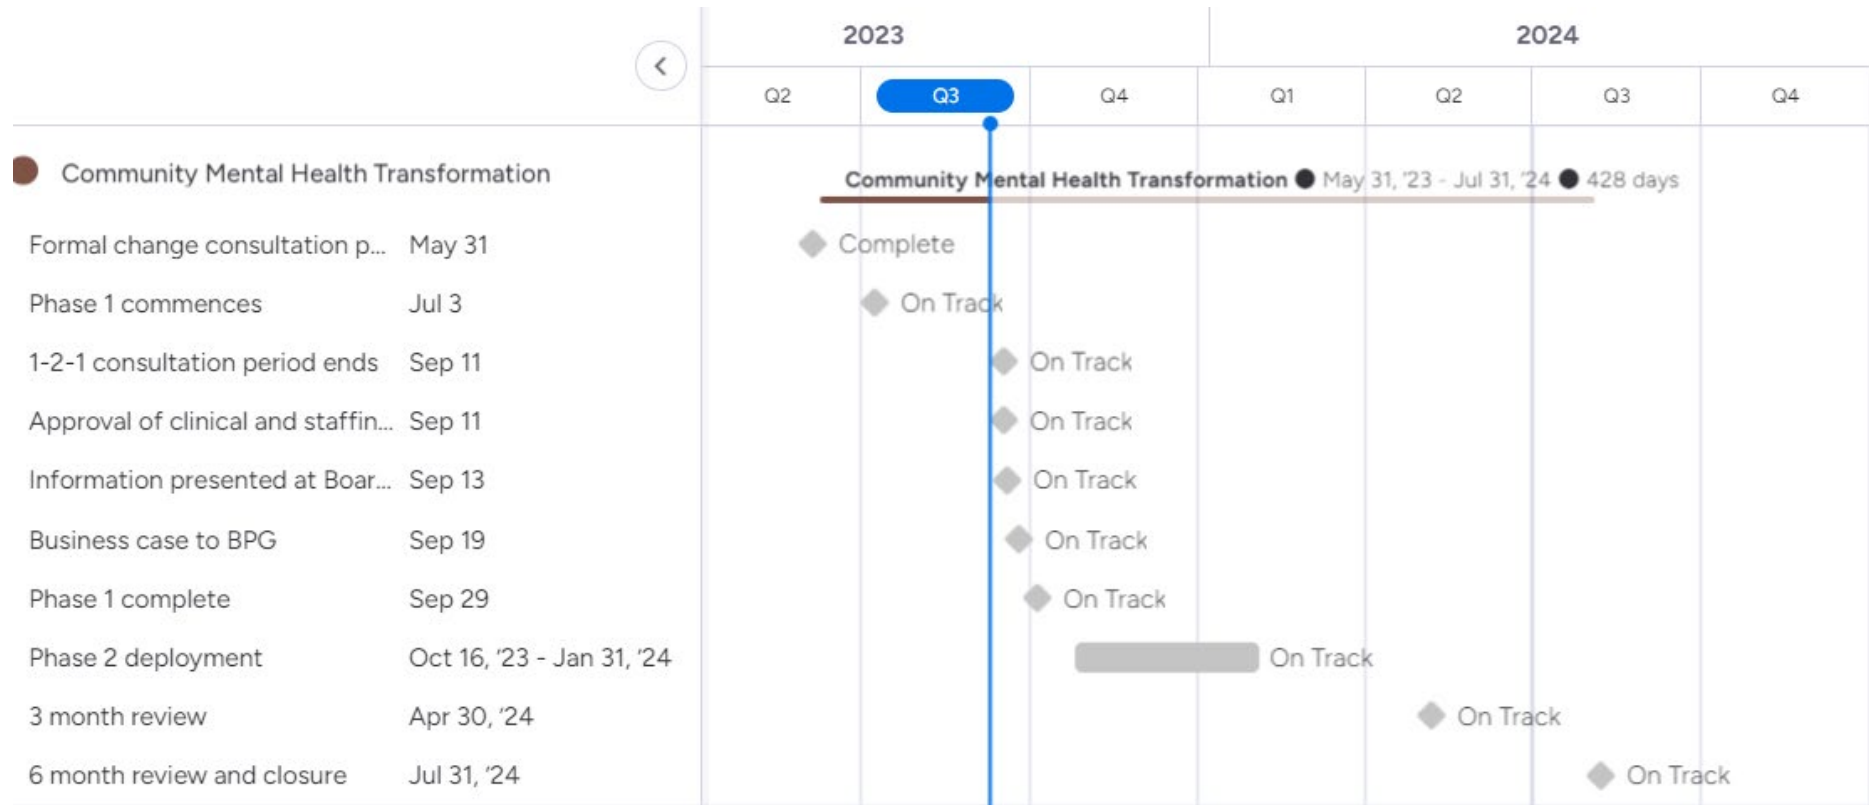 2023 2024
Q2 Q3 Q4 Q1 Q2 Q3 Q4
Community Mental Health Transformation
Community Mental Health Transformation ● May 31, '23 - Jul 31, '24 ● 428 days
Formal change consultation p... May 31 Complete
Phase 1 commences Jul 3 On Track
1-2-1 consultation period ends Sep 11 On Track
Approval of clinical and staffin... Sep 11 On Track
Information presented at Boar... Sep 13 On Track
Business case to BPG Sep 19 On Track
Phase 1 complete Sep 29 On Track
Phase 2 deployment Oct 16, '23 - Jan 31, '24 On Track
3 month review Apr 30, '24 On Track
6 month review and closure Jul 31, '24 On Track